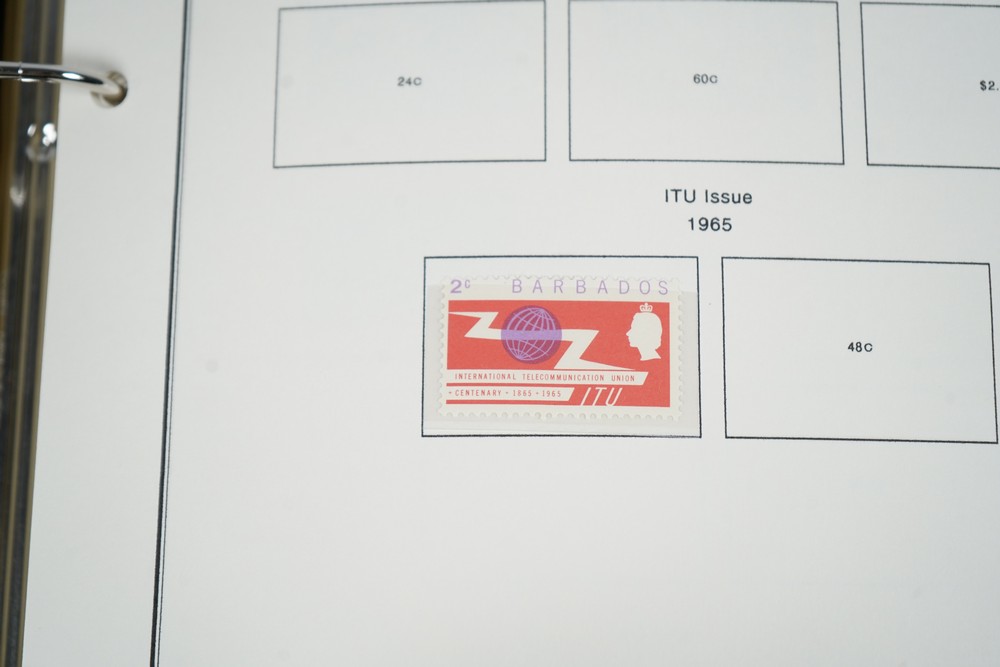 24C
60C
$2.
ITU Issue
1965
2c BARBADOS
INTERNATIONAL TELECOMMUNICATION UNION
• CENTENARY • 1865 • 1965
ITU
48C